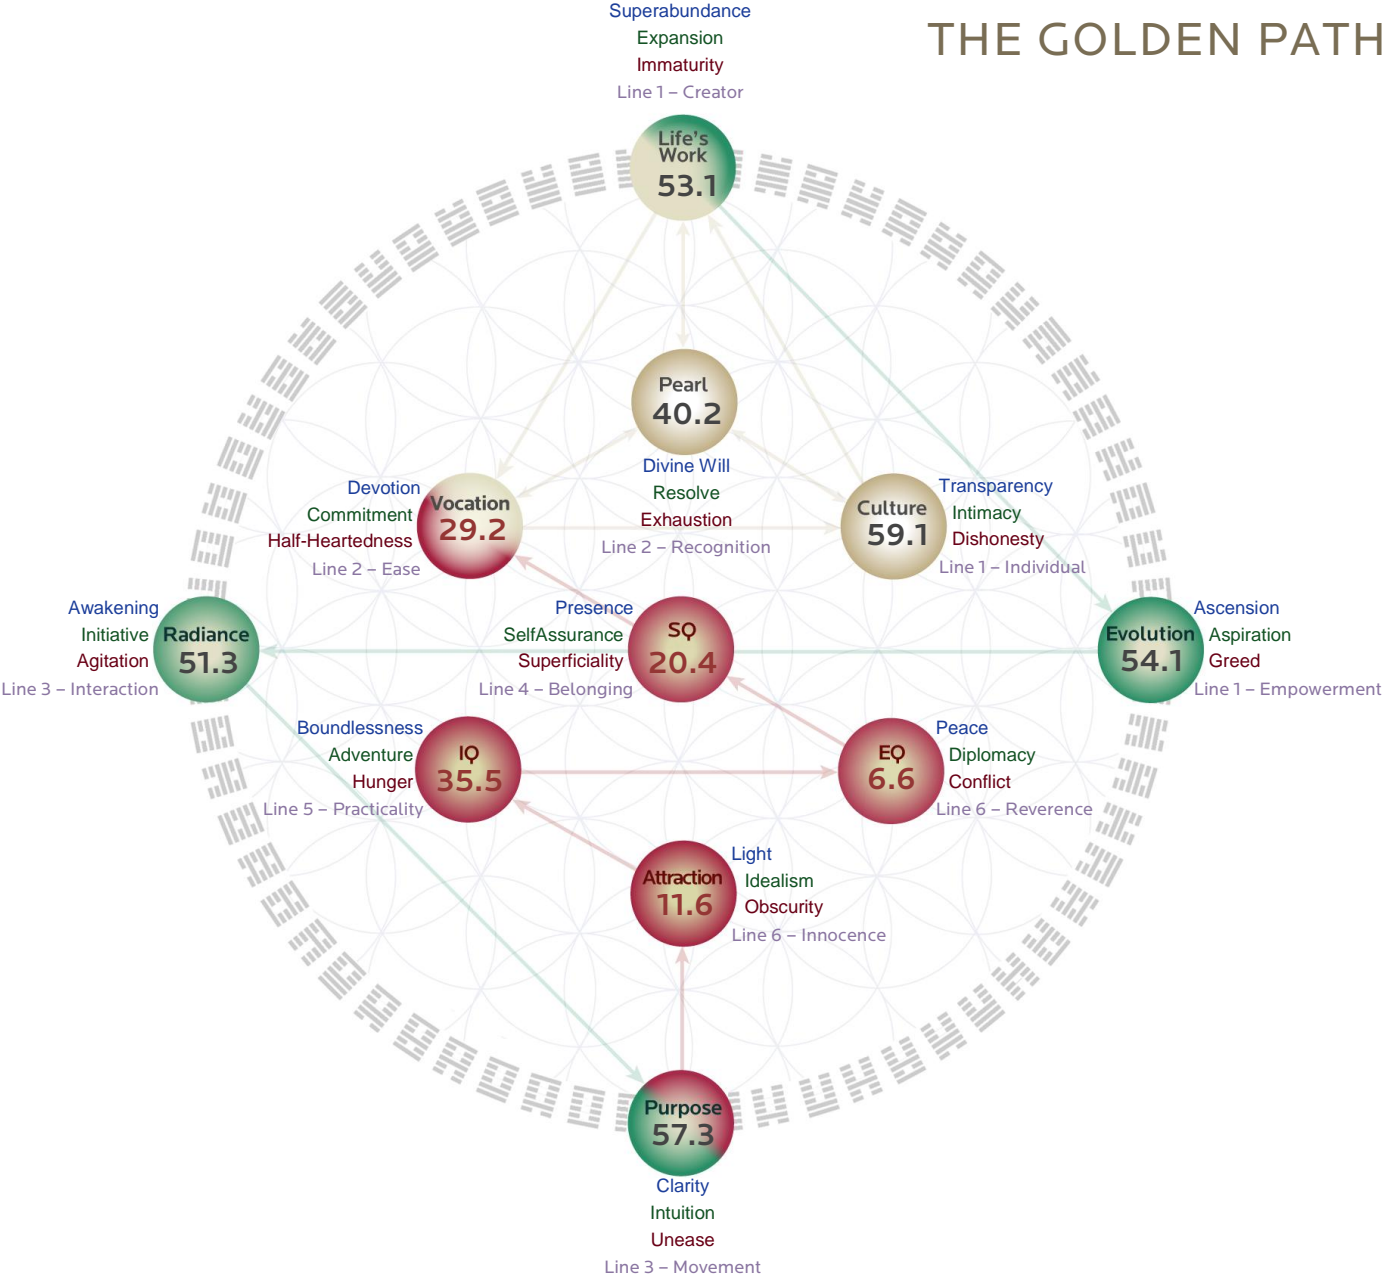 THE GOLDEN PATH
Superabundance
Expansion
Immaturity
Line 1 – Creator
Life's
Work
53.1
Pearl
40.2
Divine Will
Resolve
Exhaustion
Line 2 – Recognition
Devotion
Commitment
Half-Heartedness
Line 2 – Ease
Vocation
29.2
Culture
59.1
Transparency
Intimacy
Dishonesty
Line 1 – Individual
Awakening
Initiative
Agitation
Line 3 – Interaction
Radiance
51.3
Presence
SelfAssurance
Superficiality
Line 4 – Belonging
SQ
20.4
Evolution
54.1
Ascension
Aspiration
Greed
Line 1 – Empowerment
Boundlessness
Adventure
Hunger
Line 5 – Practicality
IQ
35.5
EQ
6.6
Peace
Diplomacy
Conflict
Line 6 – Reverence
Attraction
11.6
Light
Idealism
Obscurity
Line 6 – Innocence
Purpose
57.3
Clarity
Intuition
Unease
Line 3 – Movement